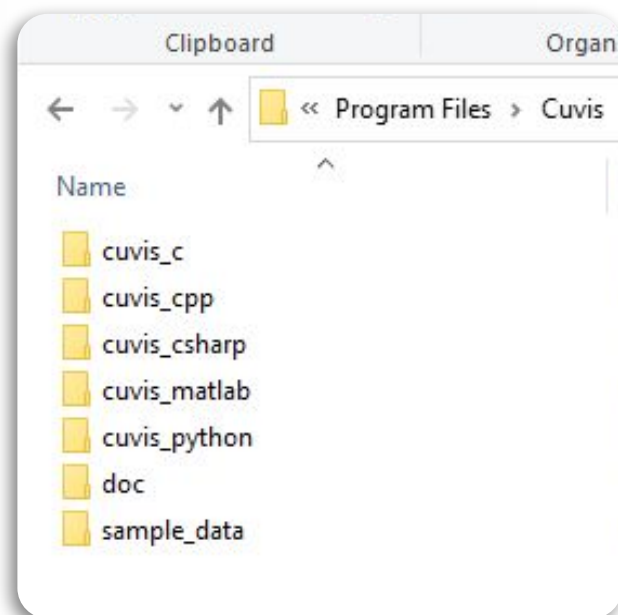 Clipboard Organ
« Program Files › Cuvis
Name
cuvis_c
cuvis_cpp
cuvis_csharp
cuvis_matlab
cuvis_python
doc
sample_data